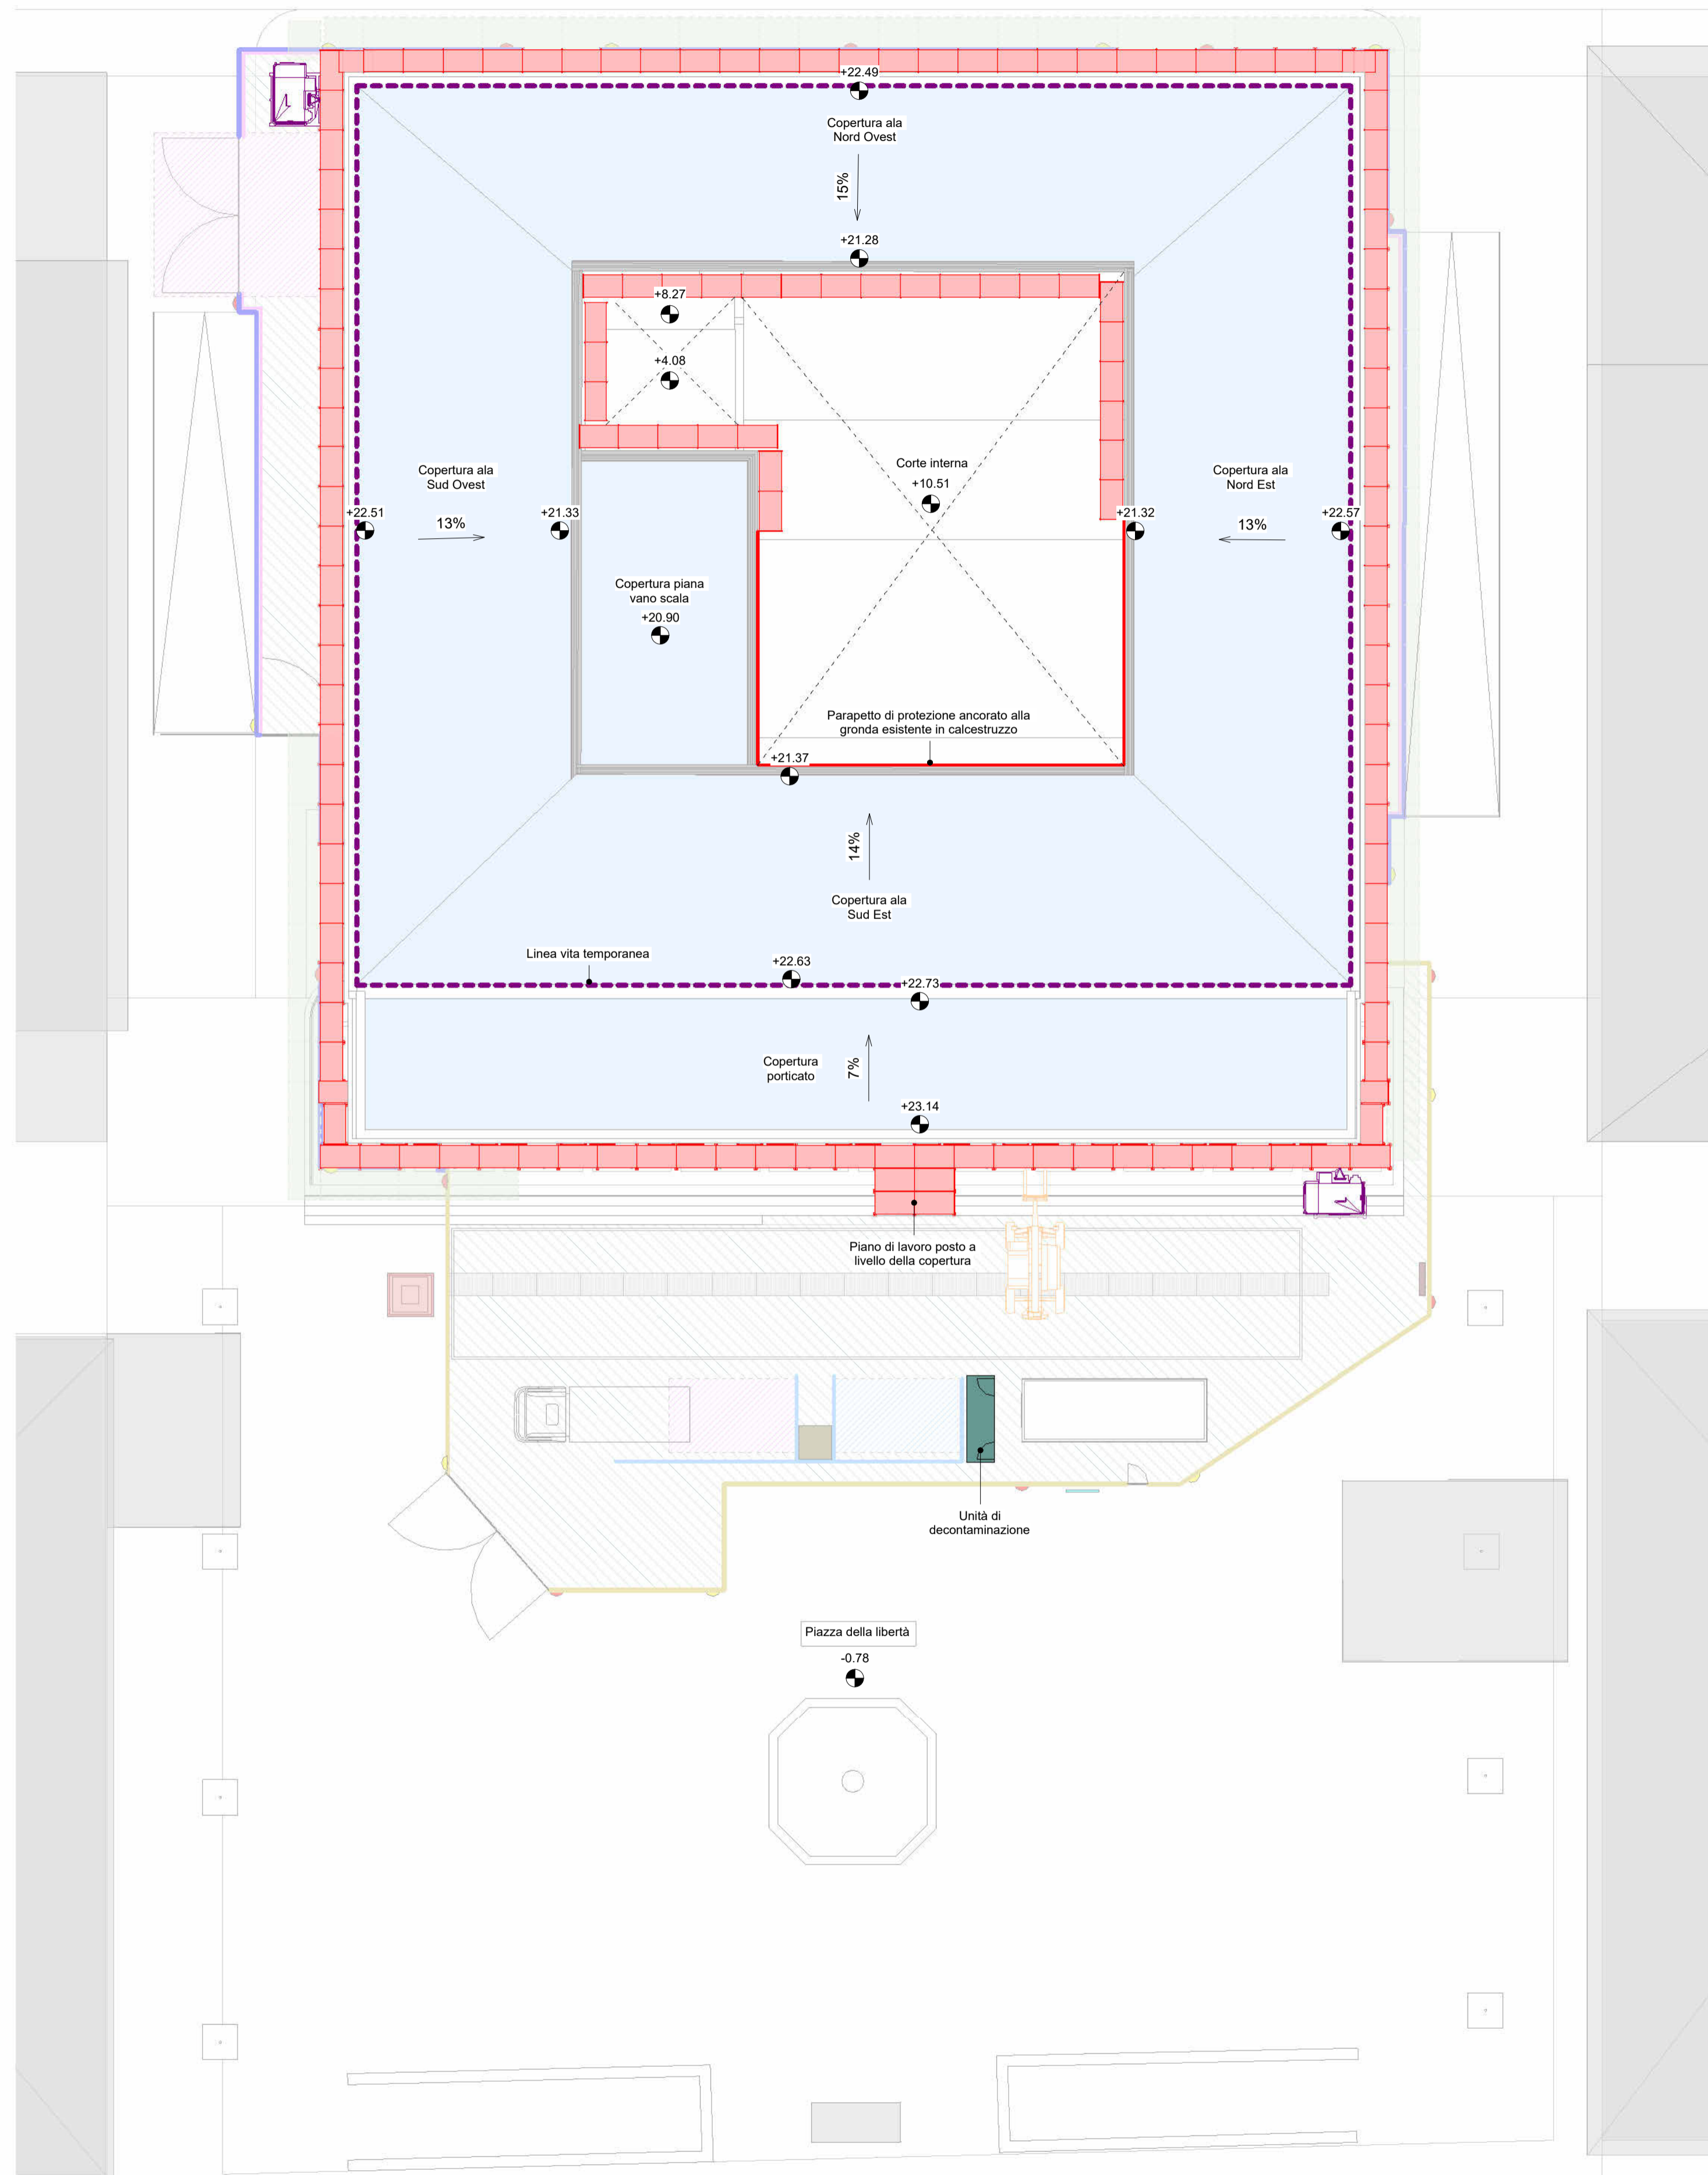 +22.49
Copertura ala
Nord Ovest
15%
+21.28
+8.27
+4.08
Corte interna
+10.51
Copertura ala
Sud Ovest
Copertura ala
Nord Est
+22.51
13%
+21.33
+21.32
13%
+22.57
Copertura piana
vano scala
+20.90
Parapetto di protezione ancorato alla
gronda esistente in calcestruzzo
+21.37
14%
Copertura ala
Sud Est
Linea vita temporanea
+22.63
+22.73
Copertura
porticato
7%
+23.14
Piano di lavoro posto a
livello della copertura
Unità di
decontaminazione
Piazza della libertà
-0.78